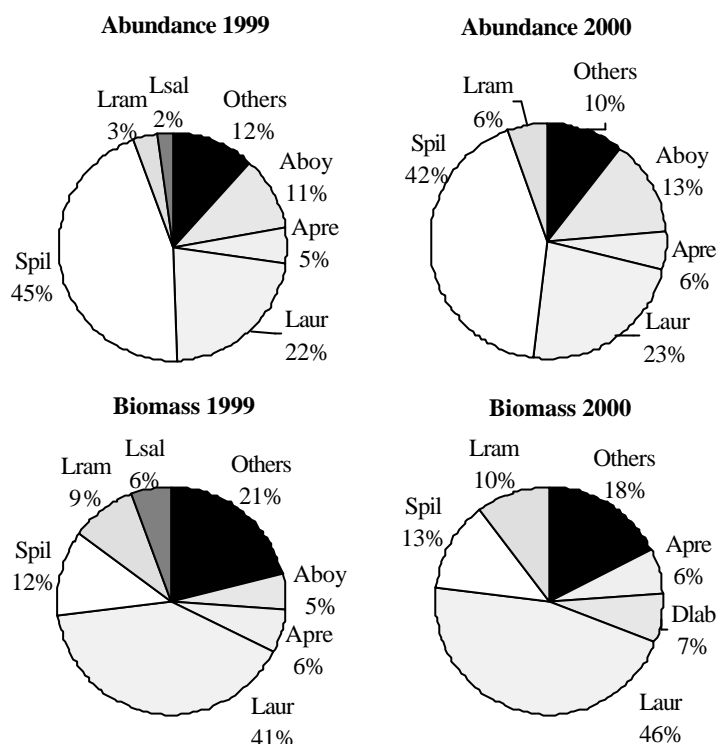 Abundance 1999
Lsal
2%
Lram
3%
Others
12%
Aboy
11%
Apre
5%
Laur
22%
Spil
45%
Abundance 2000
Lram
6%
Others
10%
Aboy
13%
Apre
6%
Laur
23%
Spil
42%
Biomass 1999
Lsal
6%
Lram
9%
Others
21%
Aboy
5%
Apre
6%
Laur
41%
Spil
12%
Biomass 2000
Lram
10%
Others
18%
Apre
6%
Dlab
7%
Laur
46%
Spil
13%